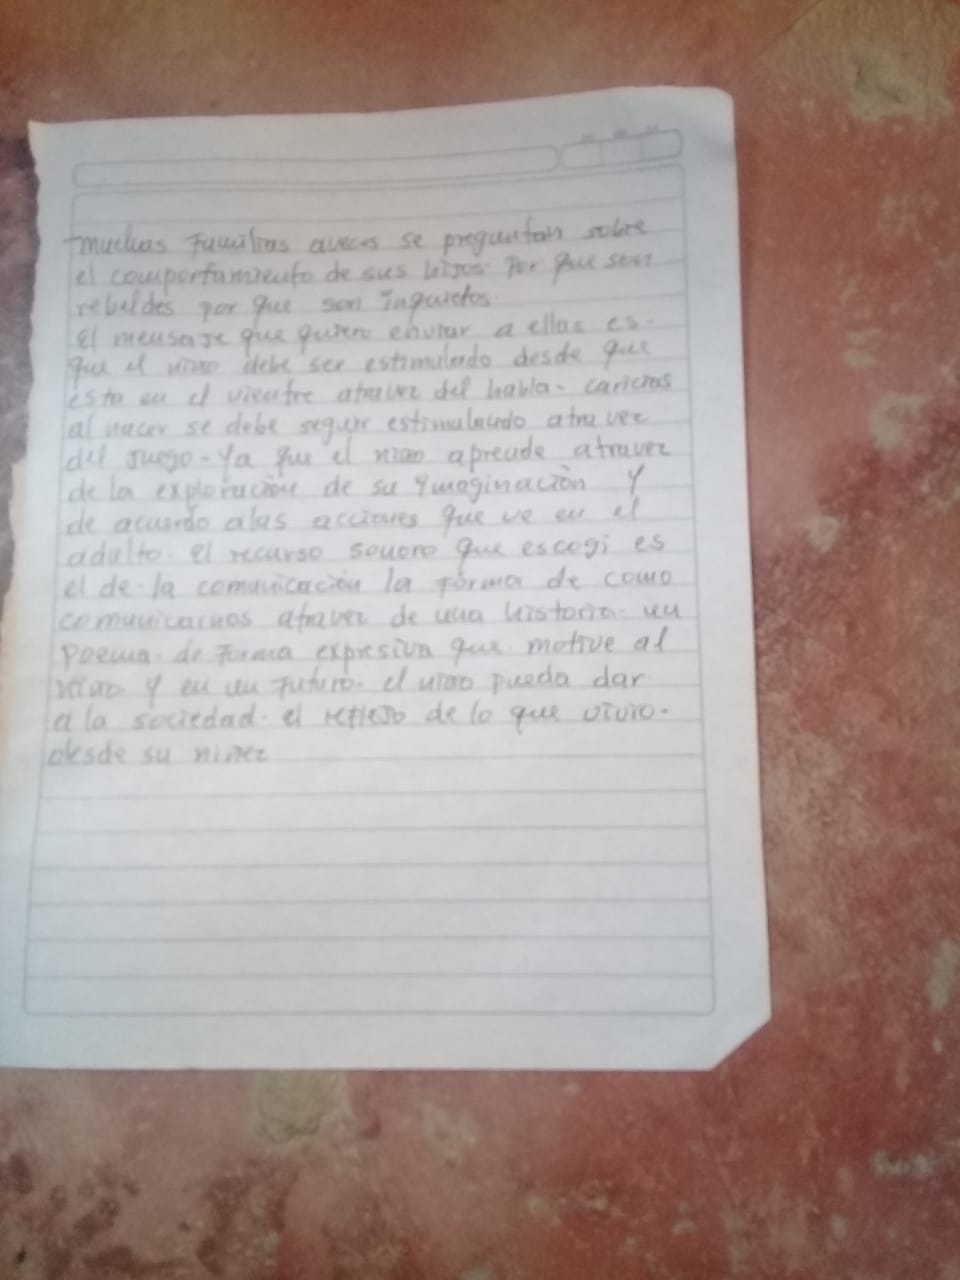 muchas Familias aveces se preguntan sobre
el comportamiento de sus hijos. Por que son
rebeldes por que son inquietos.
El mensaje que quiero enviar a ellas es.
que el niño debe ser estimulado desde que
esta en el vientre atravez del habla - caricias
al nacer se debe seguir estimulando atravez
del juego - Ya que el niño aprende atravez
de la exploración de su ymaginación y
de acuerdo alas acciones que ve en el
adulto. el recurso sonoro que escogi es
el de la comunicación la forma de como
comunicarnos atravez de una historia - un
poema - de forma expresiva que motive al
niño y en un futuro - el niño pueda dar
a la sociedad - el reflejo de lo que vivio -
desde su niñez